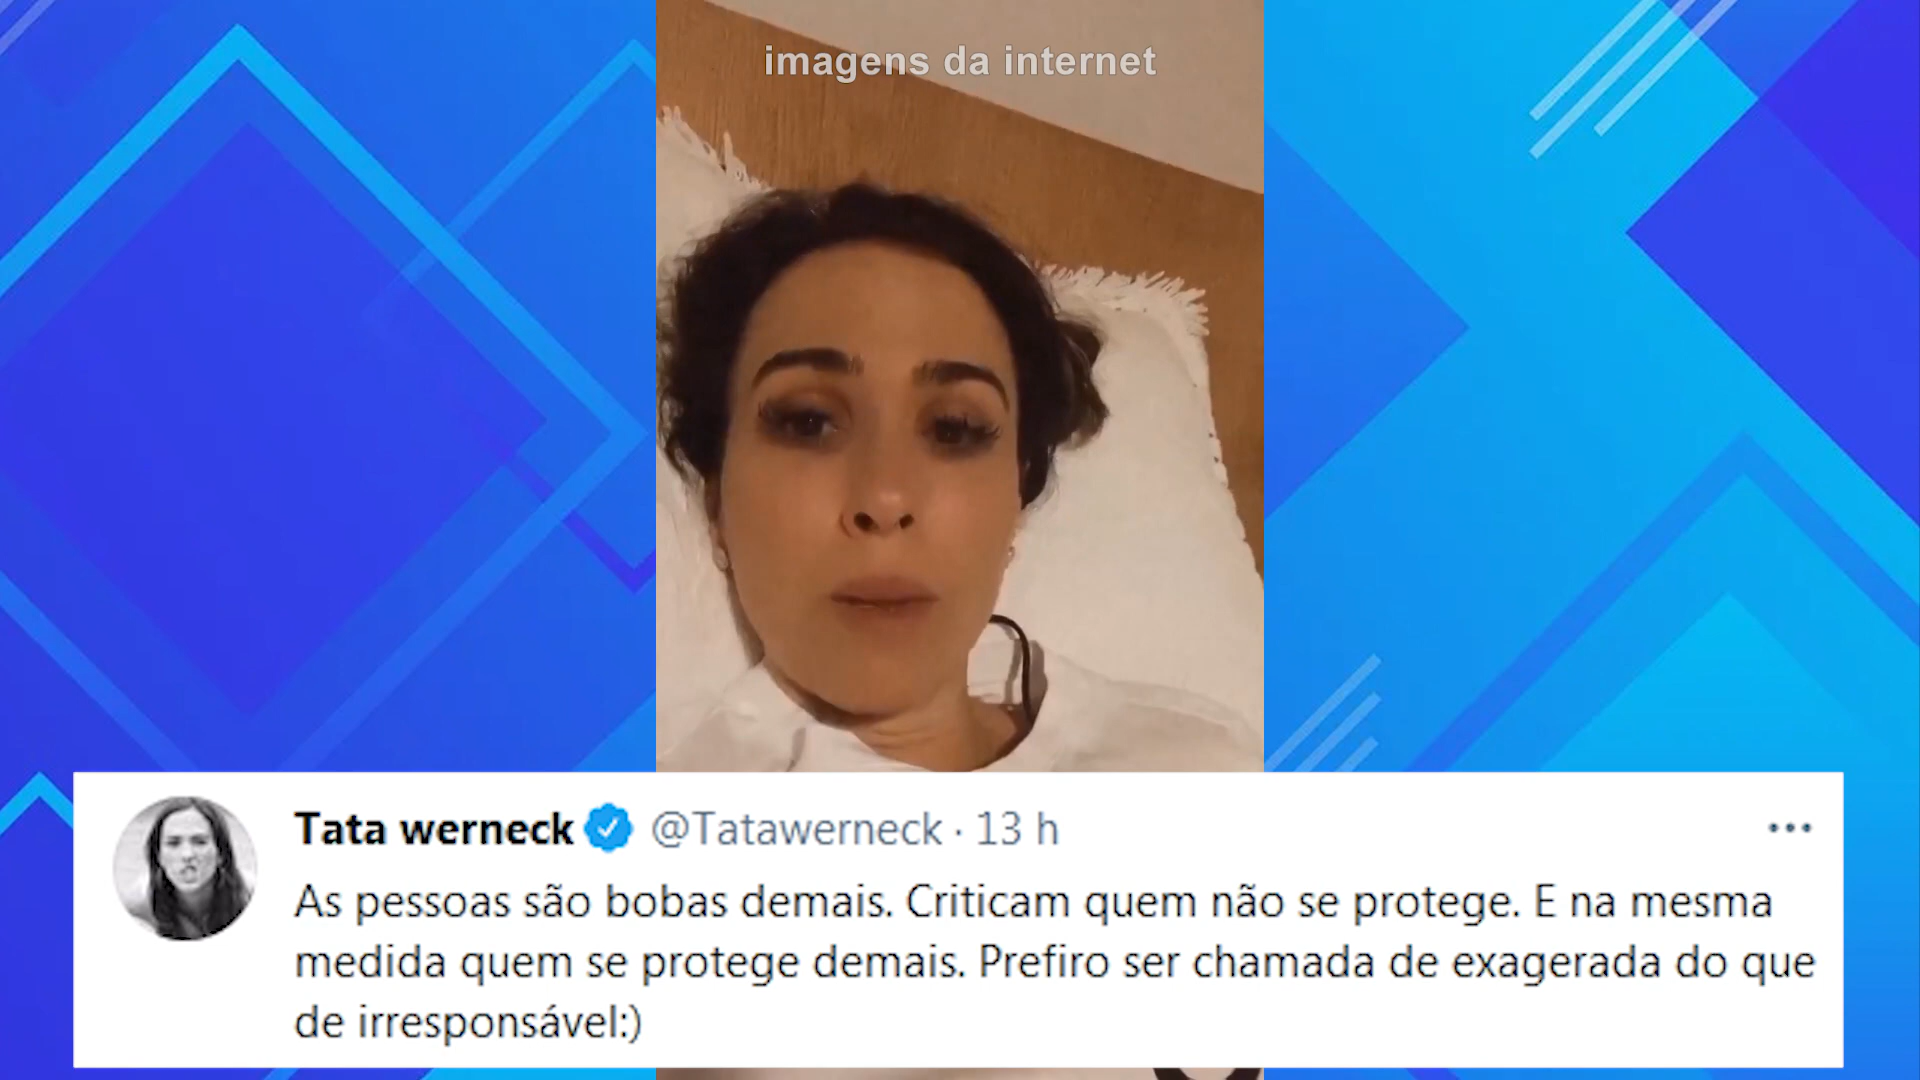 imagens da internet
Tata werneck @Tatawerneck · 13 h
As pessoas são bobas demais. Criticam quem não se protege. E na mesma
medida quem se protege demais. Prefiro ser chamada de exagerada do que
de irresponsável:)